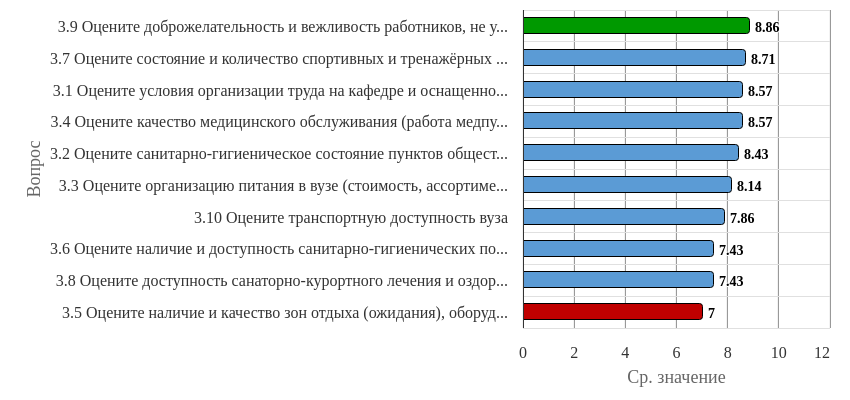 3.9 Оцените доброжелательность и вежливость работников, не у... 8.86
3.7 Оцените состояние и количество спортивных и тренажёрных ... 8.71
3.1 Оцените условия организации труда на кафедре и оснащенно... 8.57
3.4 Оцените качество медицинского обслуживания (работа медпу... 8.57
3.2 Оцените санитарно-гигиеническое состояние пунктов общест... 8.43
3.3 Оцените организацию питания в вузе (стоимость, ассортиме... 8.14
3.10 Оцените транспортную доступность вуза 7.86
3.6 Оцените наличие и доступность санитарно-гигиенических по... 7.43
3.8 Оцените доступность санаторно-курортного лечения и оздор... 7.43
3.5 Оцените наличие и качество зон отдыха (ожидания), оборуд... 7
Вопрос
0 2 4 6 8 10 12
Ср. значение